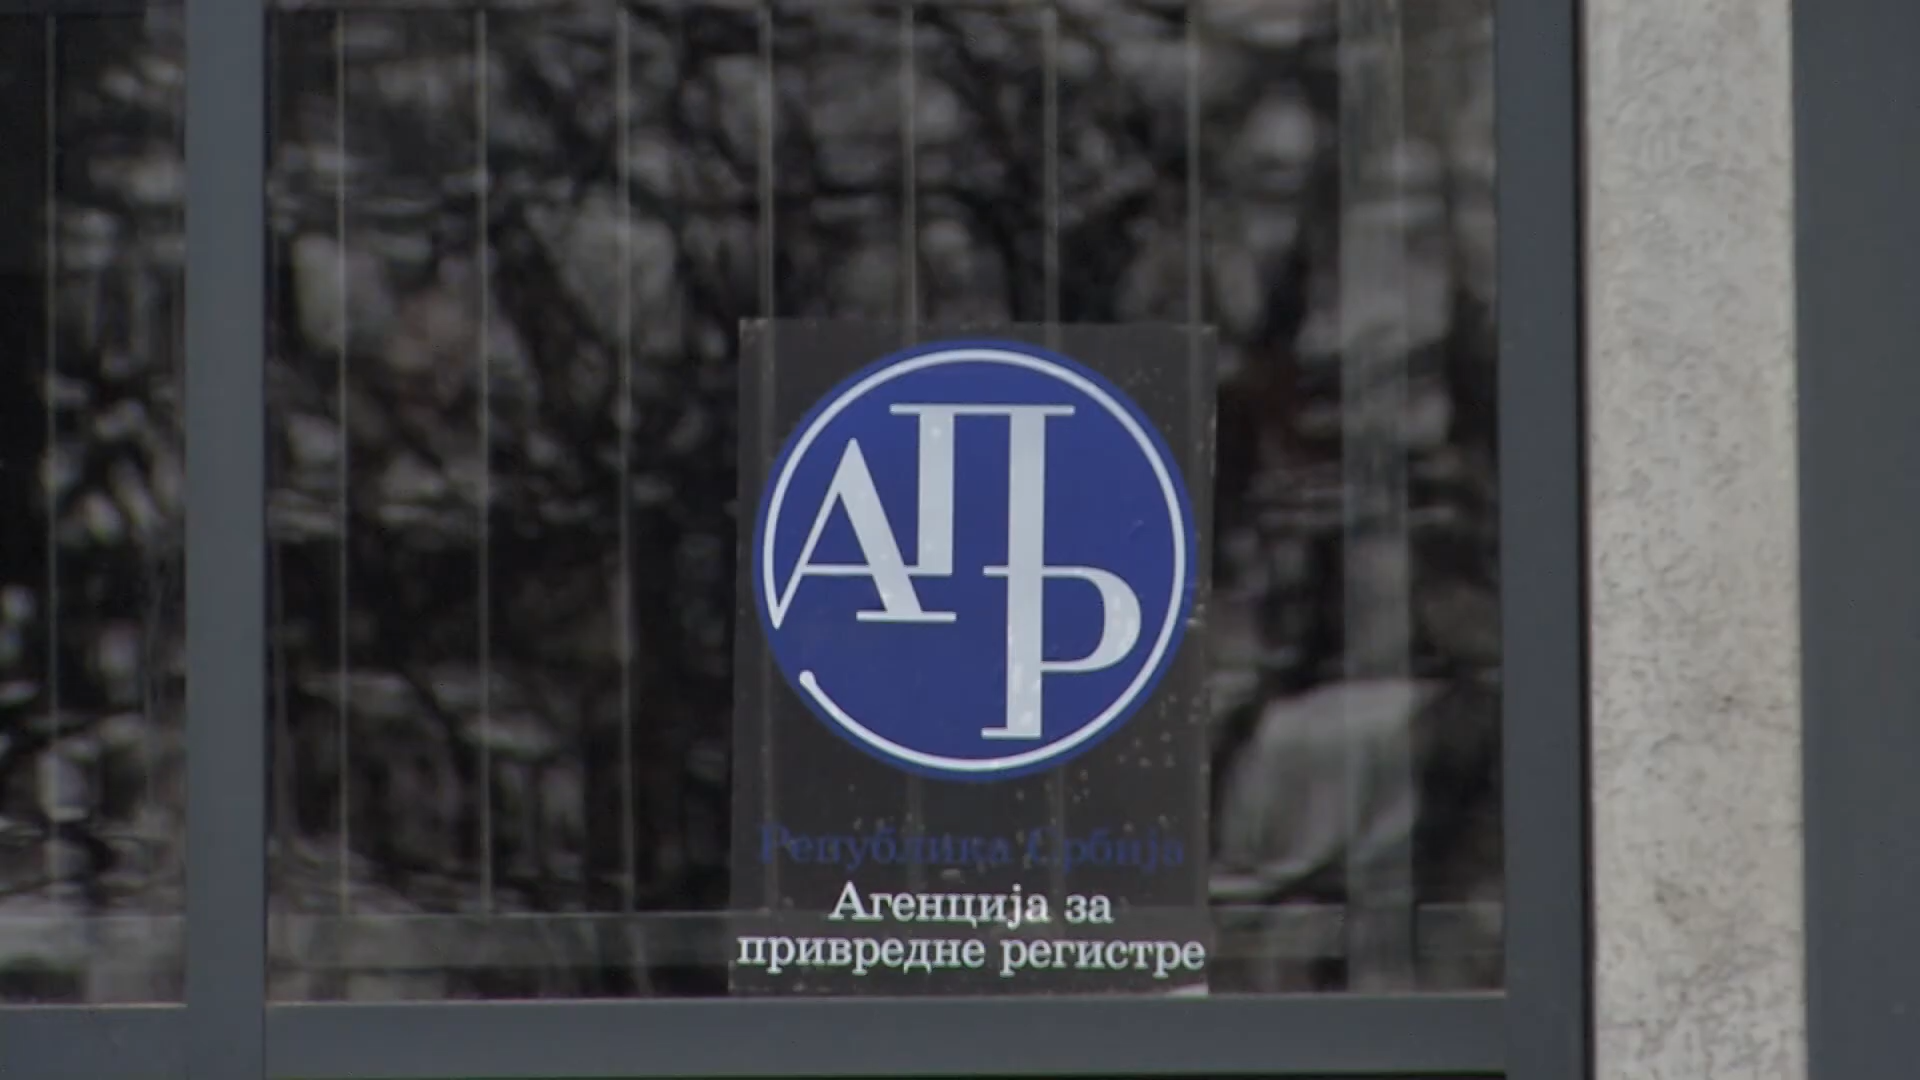 АПР
Република Србија
Агенција за
привредне регистре